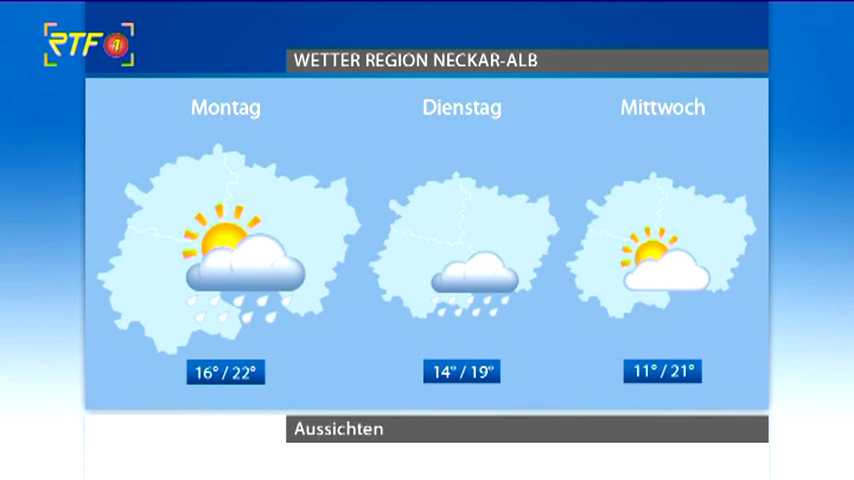 RTF 1
WETTER REGION NECKAR-ALB
Montag
Dienstag
Mittwoch
16° / 22°
14° / 19°
11° / 21°
Aussichten